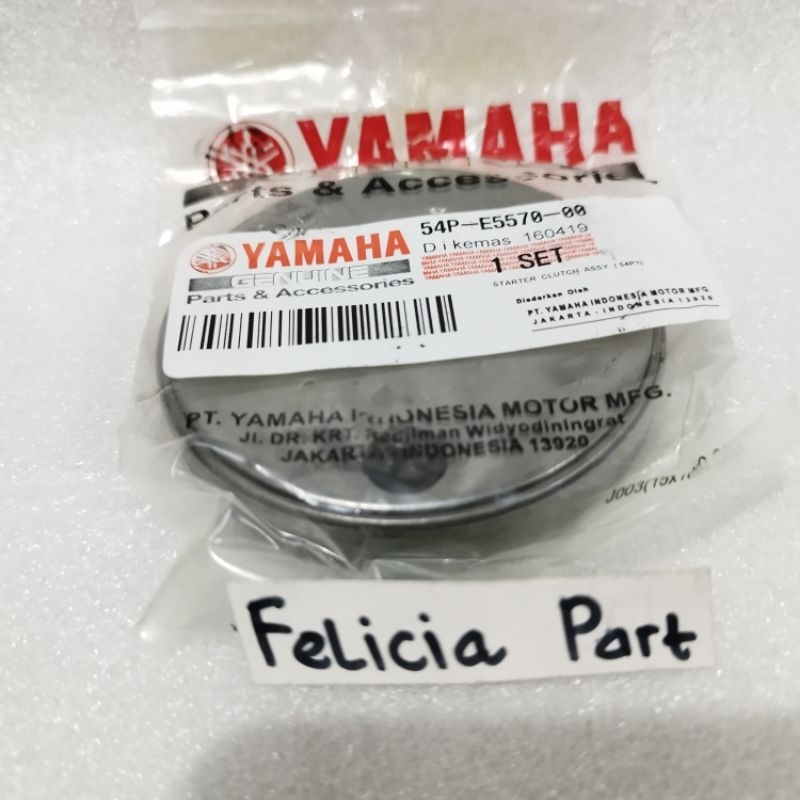 YAMAHA
Parts & Accessories
54P-E5570-00
Dikemas 160419
YAMAHA
1 SET
GENUINE
STARTER CLUTCH ASSY (54P1)
Parts & Accessories
Diedarkan Oleh
PT. YAMAHA INDONESIA MOTOR MFG.
JAKARTA - INDONESIA 13920
PT. YAMAHA INDONESIA MOTOR MFG.
Jl. DR. KRT. Radjiman Widyodiningrat
JAKARTA - INDONESIA 13920
Felicia Part